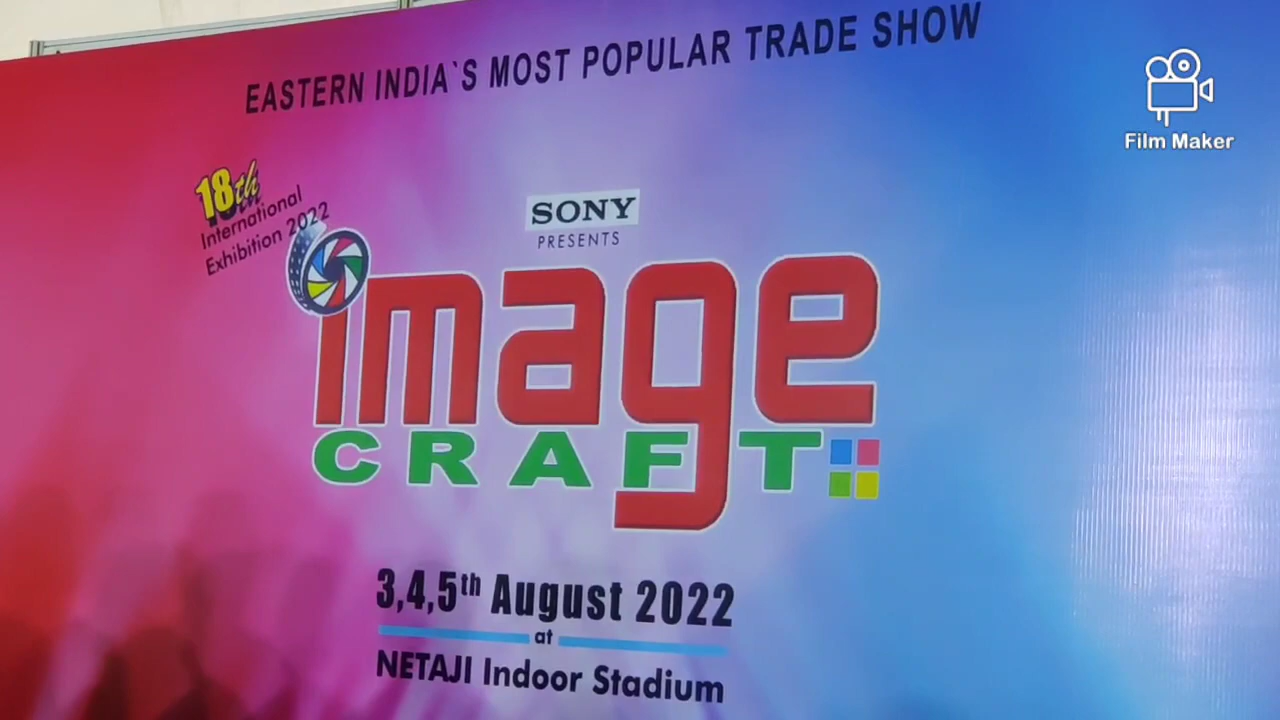 EASTERN INDIA`S MOST POPULAR TRADE SHOW
Film Maker
18th
International
Exhibition 2022
SONY
PRESENTS
image
CRAFT
3,4,5th August 2022
at
NETAJI Indoor Stadium